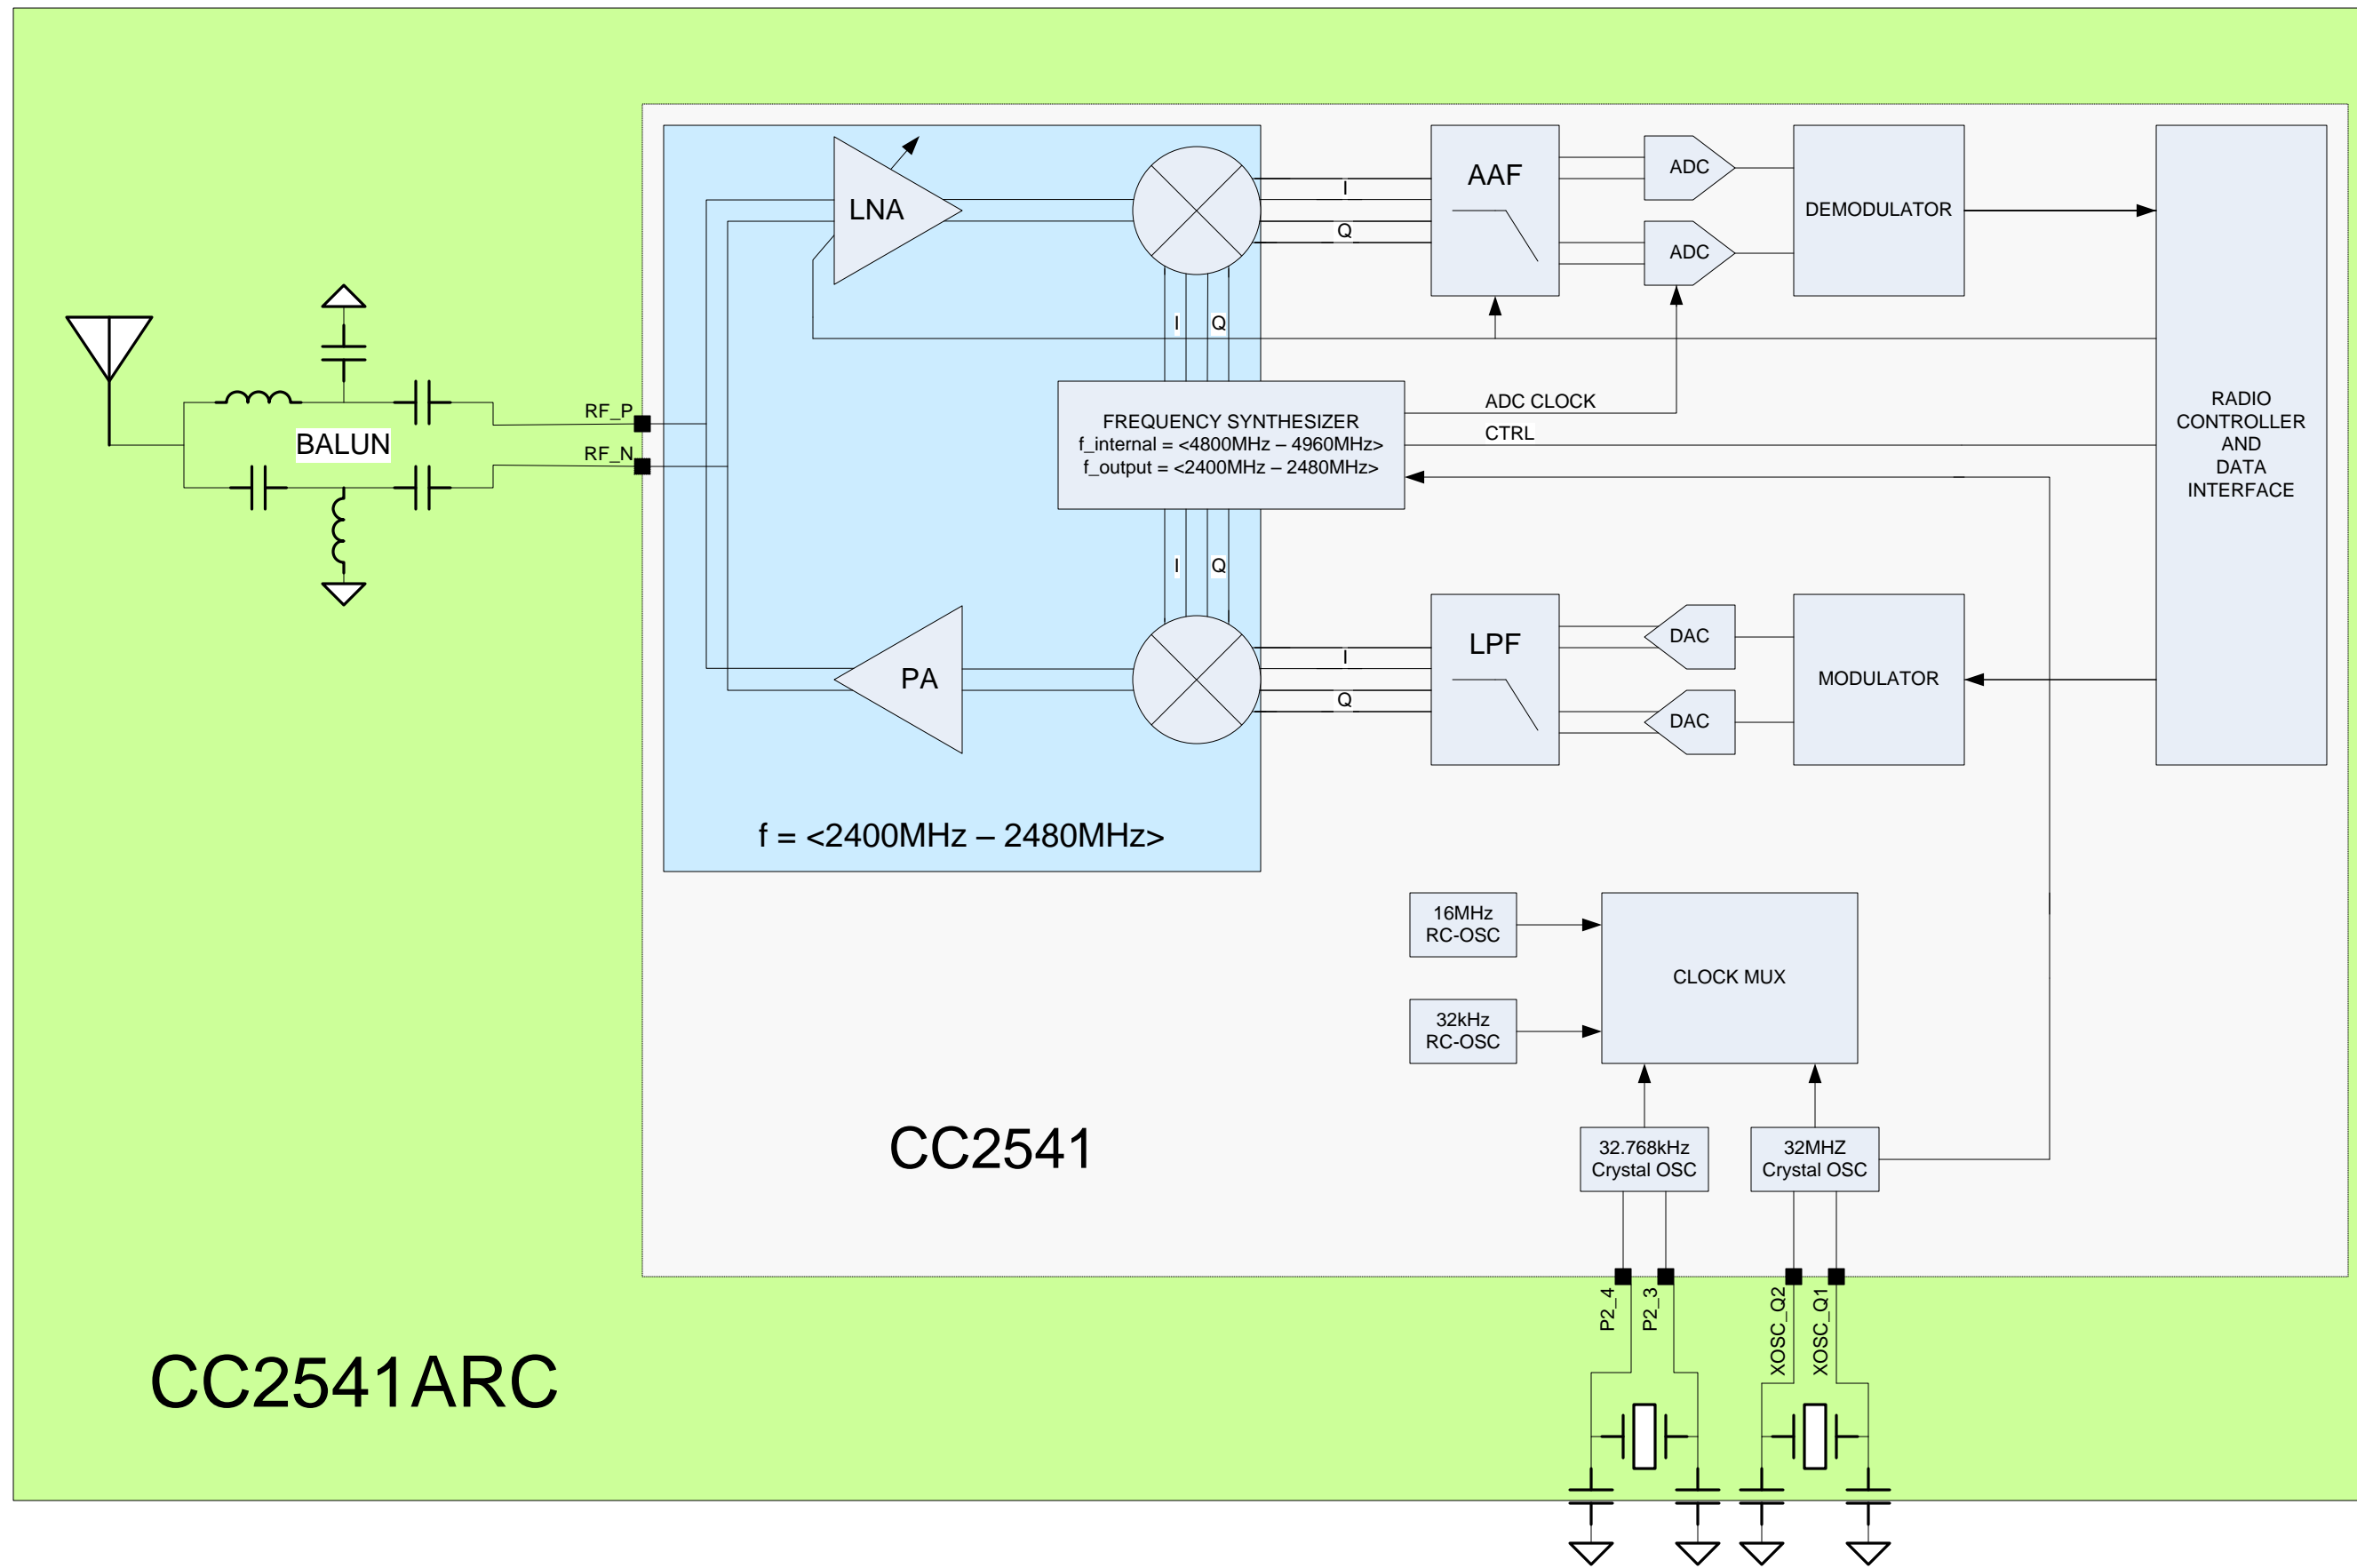 LNA
I
Q
AAF
ADC
ADC
DEMODULATOR
I
Q
RADIO
CONTROLLER
AND
DATA
INTERFACE
BALUN
RF_P
RF_N
FREQUENCY SYNTHESIZER
f_internal = <4800MHz – 4960MHz>
f_output = <2400MHz – 2480MHz>
ADC CLOCK
CTRL
I
Q
PA
I
Q
LPF
DAC
DAC
MODULATOR
f = <2400MHz – 2480MHz>
16MHz
RC-OSC
32kHz
RC-OSC
CLOCK MUX
CC2541
32.768kHz
Crystal OSC
32MHZ
Crystal OSC
P2_4
P2_3
XOSC_Q2
XOSC_Q1
CC2541ARC